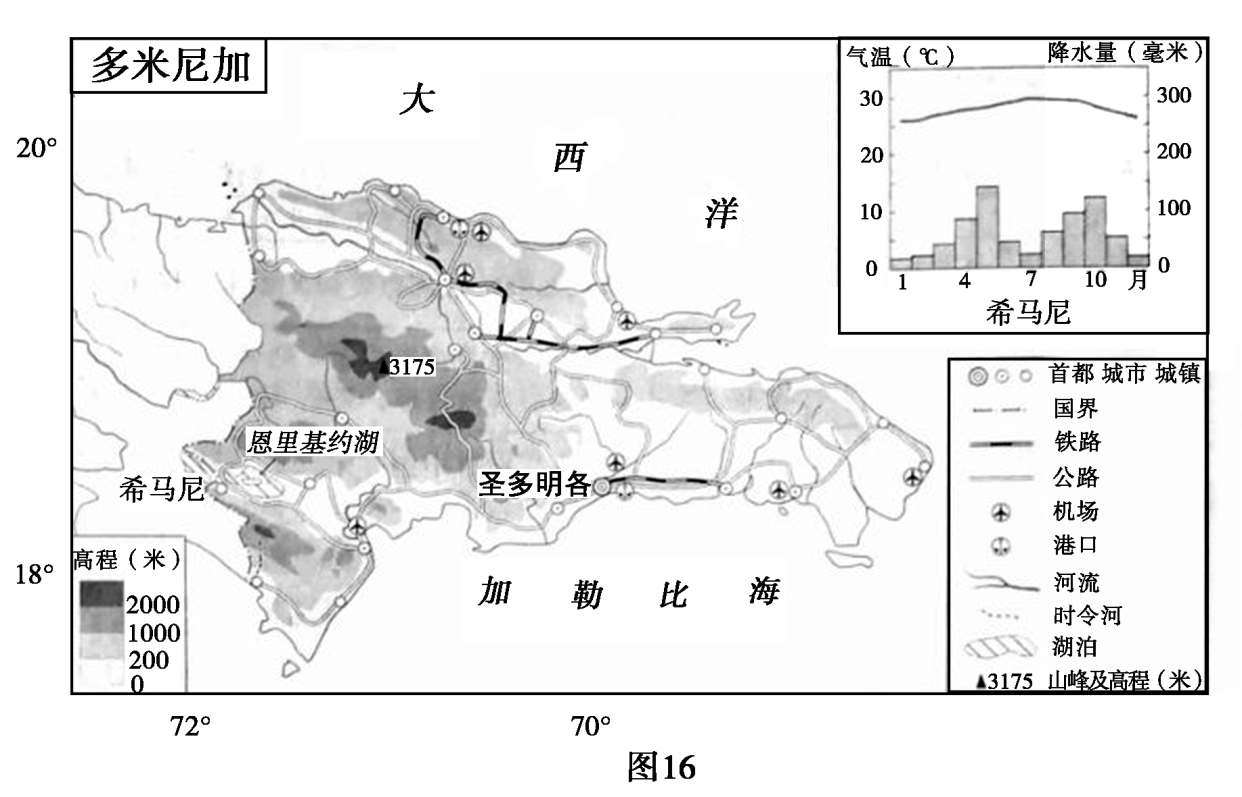 多米尼加
大
西
洋
20°
18°
72°
70°
气温（℃）
降水量（毫米）
30
20
10
0
300
200
100
0
1
4
7
10
月
希马尼
3175
恩里基约湖
希马尼
圣多明各
加勒比海
高程（米）
2000
1000
200
0
首都 城市 城镇
国界
铁路
公路
机场
港口
河流
时令河
湖泊
▲3175 山峰及高程（米）
图16